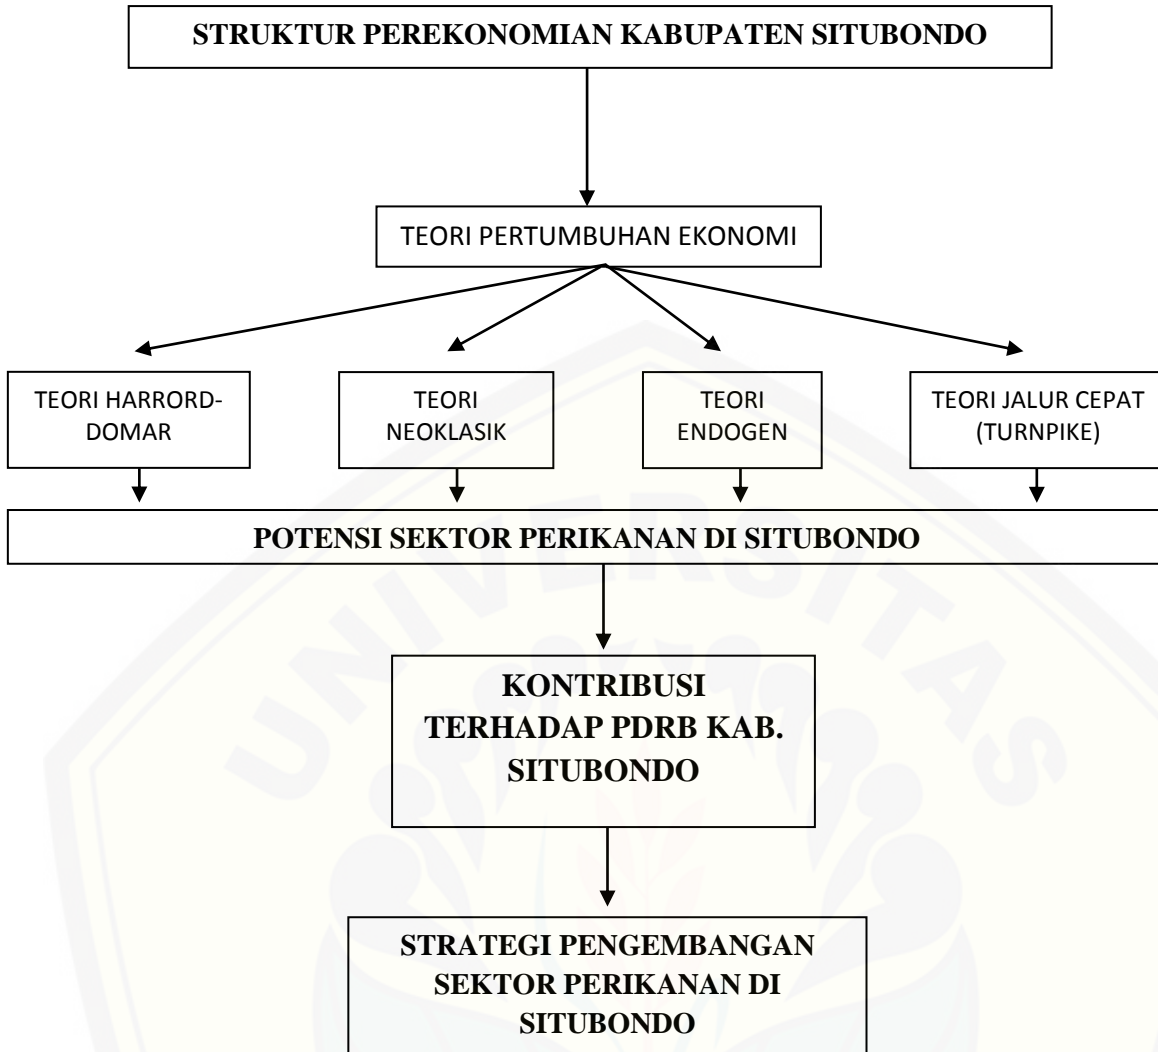 STRUKTUR PEREKONOMIAN KABUPATEN SITUBONDO
TEORI PERTUMBUHAN EKONOMI
TEORI HARRORD-
DOMAR
TEORI
NEOKLASIK
TEORI
ENDOGEN
TEORI JALUR CEPAT
(TURNPIKE)
POTENSI SEKTOR PERIKANAN DI SITUBONDO
UNIVERSITAS
KONTRIBUSI
TERHADAP PDRB KAB.
SITUBONDO
STRATEGI PENGEMBANGAN
SEKTOR PERIKANAN DI
SITUBONDO